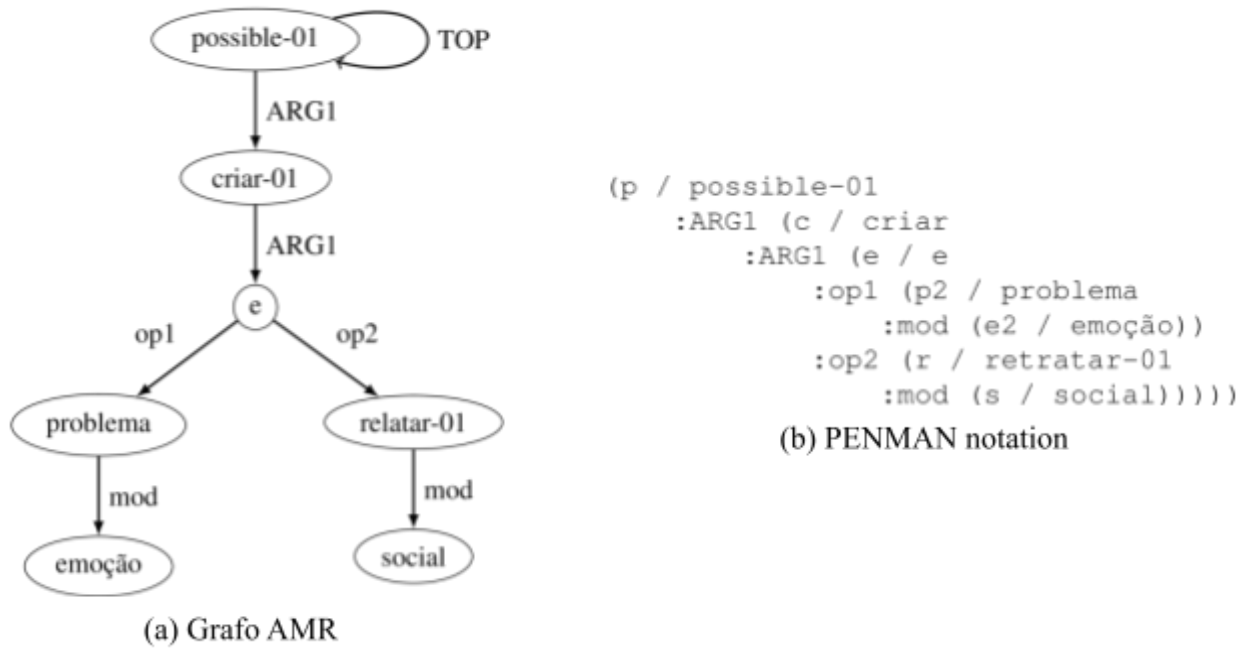 possible-01
TOP
ARG1
criar-01
ARG1
e
op1
op2
problema
relatar-01
mod
mod
emoção
social
(a) Grafo AMR
(p / possible-01
:ARG1 (c / criar
:ARG1 (e / e
:op1 (p2 / problema
:mod (e2 / emoção))
:op2 (r / retratar-01
:mod (s / social)))))
(b) PENMAN notation